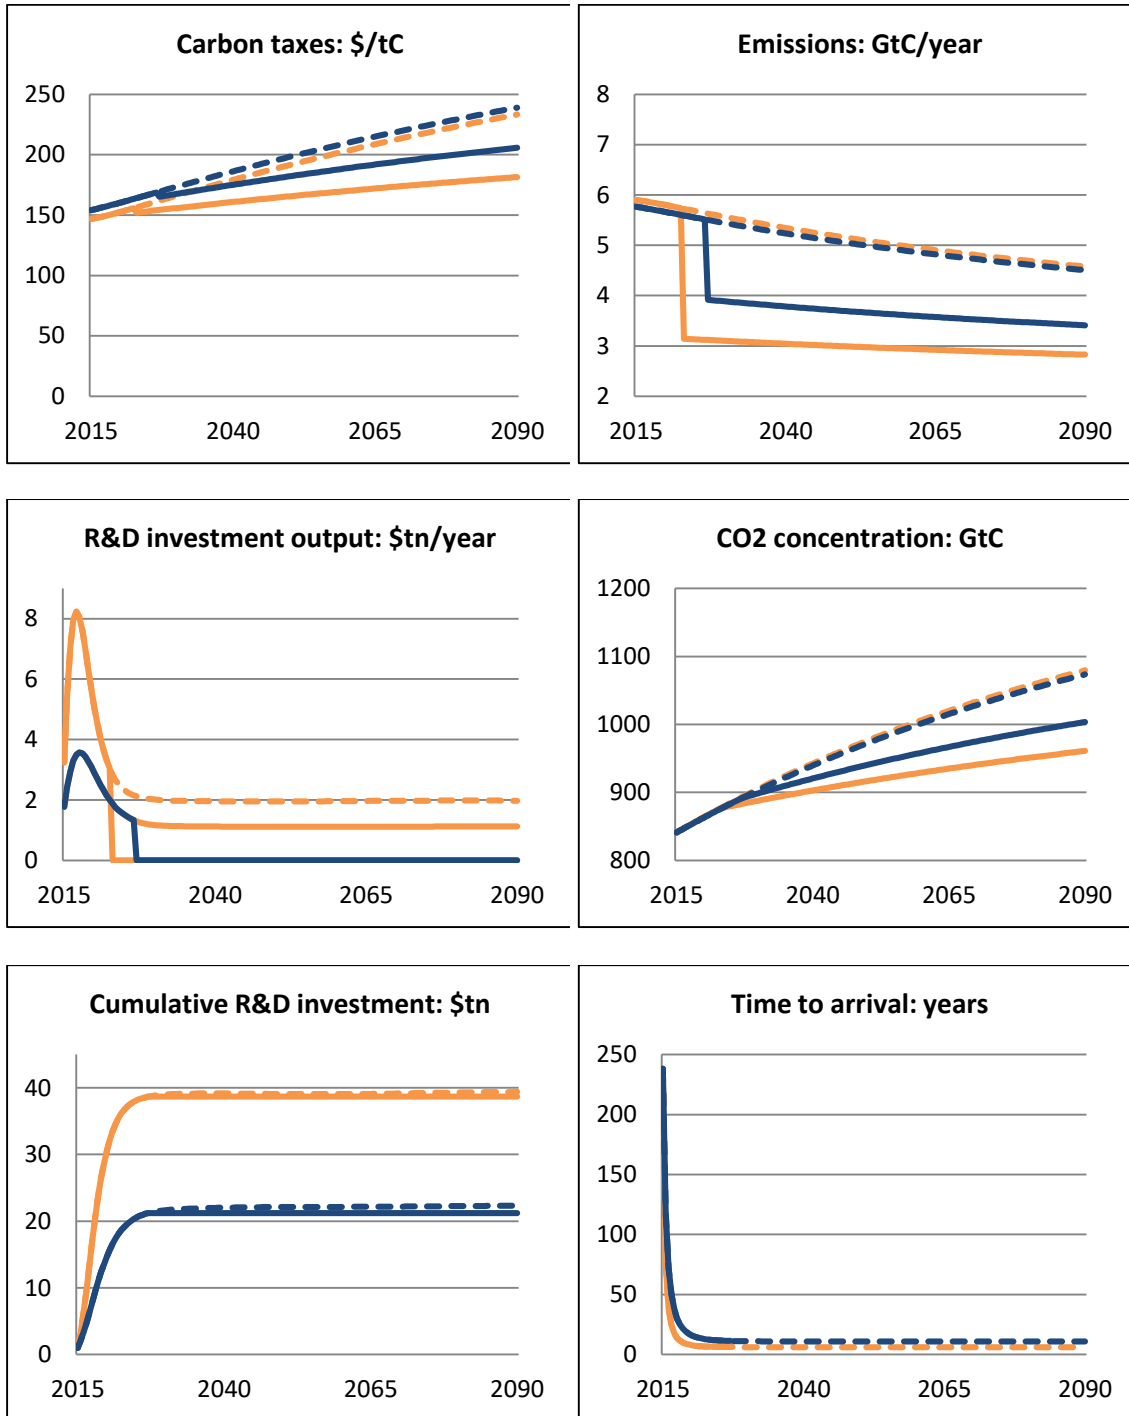 Carbon taxes: $/tC
250
200
150
100
50
0
2015 2040 2065 2090
Emissions: GtC/year
8
7
6
5
4
3
2
2015 2040 2065 2090
R&D investment output: $tn/year
8
6
4
2
0
2015 2040 2065 2090
CO2 concentration: GtC
1200
1100
1000
900
800
2015 2040 2065 2090
Cumulative R&D investment: $tn
40
30
20
10
0
2015 2040 2065 2090
Time to arrival: years
250
200
150
100
50
0
2015 2040 2065 2090